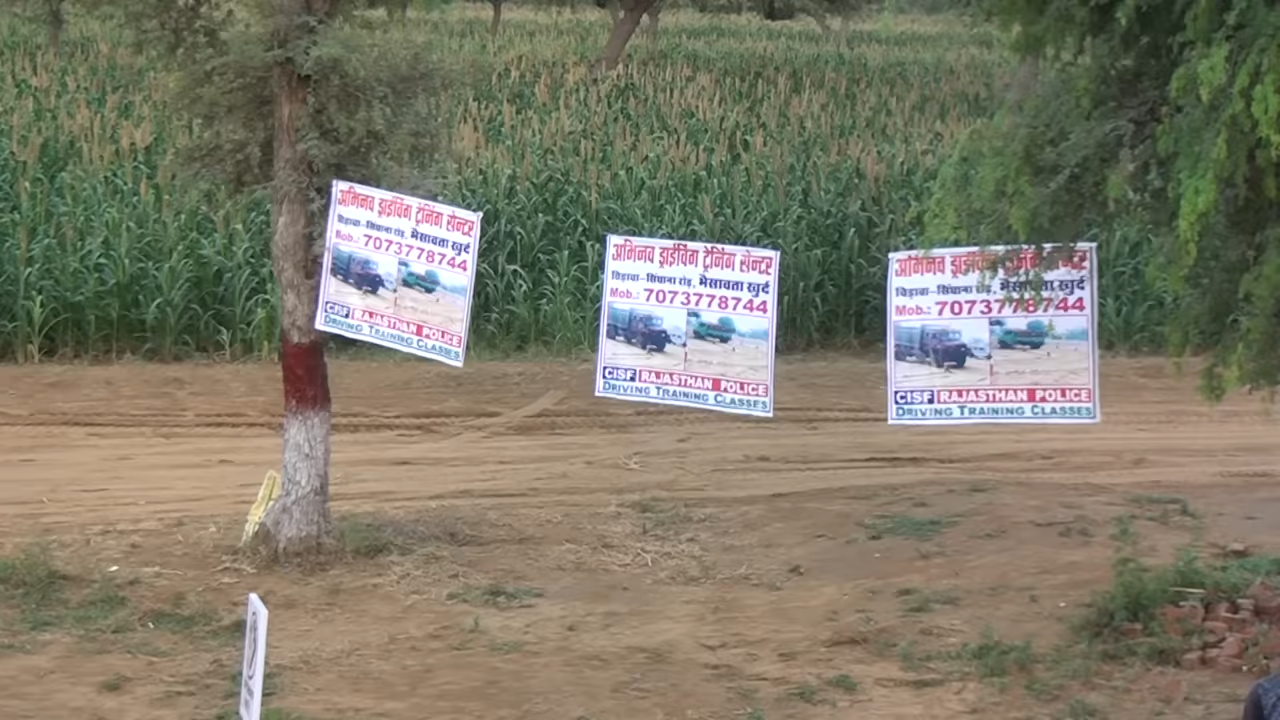 अभिनव ड्राईविंग ट्रेनिंग सेन्टर
चिड़ावा-सिंघाना रोड़, भैसावता खुर्द
Mob.: 7073778744
CISF RAJASTHAN POLICE
DRIVING TRAINING CLASSES
अभिनव ड्राईविंग ट्रेनिंग सेन्टर
चिड़ावा-सिंघाना रोड़, भैसावता खुर्द
Mob.: 7073778744
CISF RAJASTHAN POLICE
DRIVING TRAINING CLASSES
अभिनव ड्राईविंग ट्रेनिंग सेन्टर
चिड़ावा-सिंघाना रोड़, भैसावता खुर्द
Mob.: 7073778744
CISF RAJASTHAN POLICE
DRIVING TRAINING CLASSES